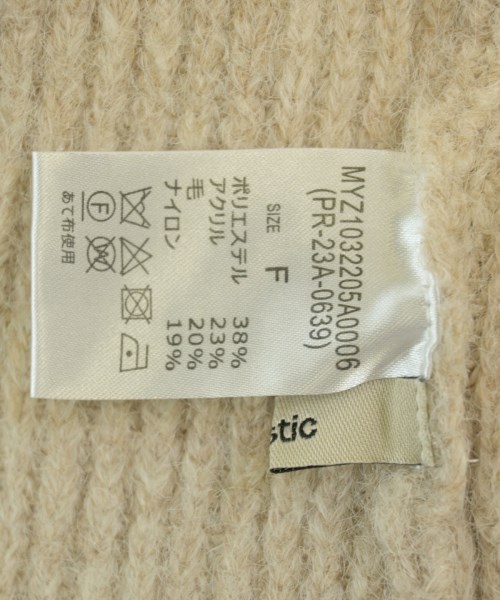 MYZ1032205A0006
(PR-23A-0639)
SIZE F
ポリエステル 38%
アクリル 23%
毛 20%
ナイロン 19%
F W
あて布使用
stic